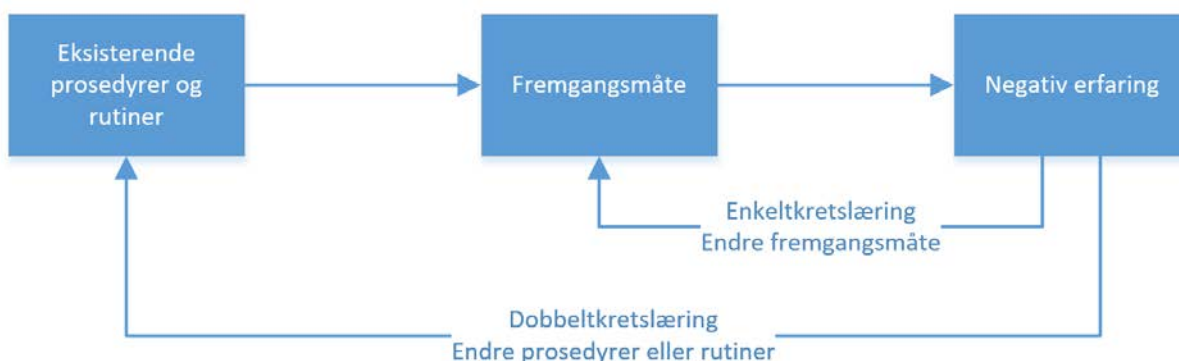 Eksisterende
prosedyrer og
rutiner
Fremgangsmåte
Negativ erfaring
Enkeltkretslæring
Endre fremgangsmåte
Dobbeltkretslæring
Endre prosedyrer eller rutiner